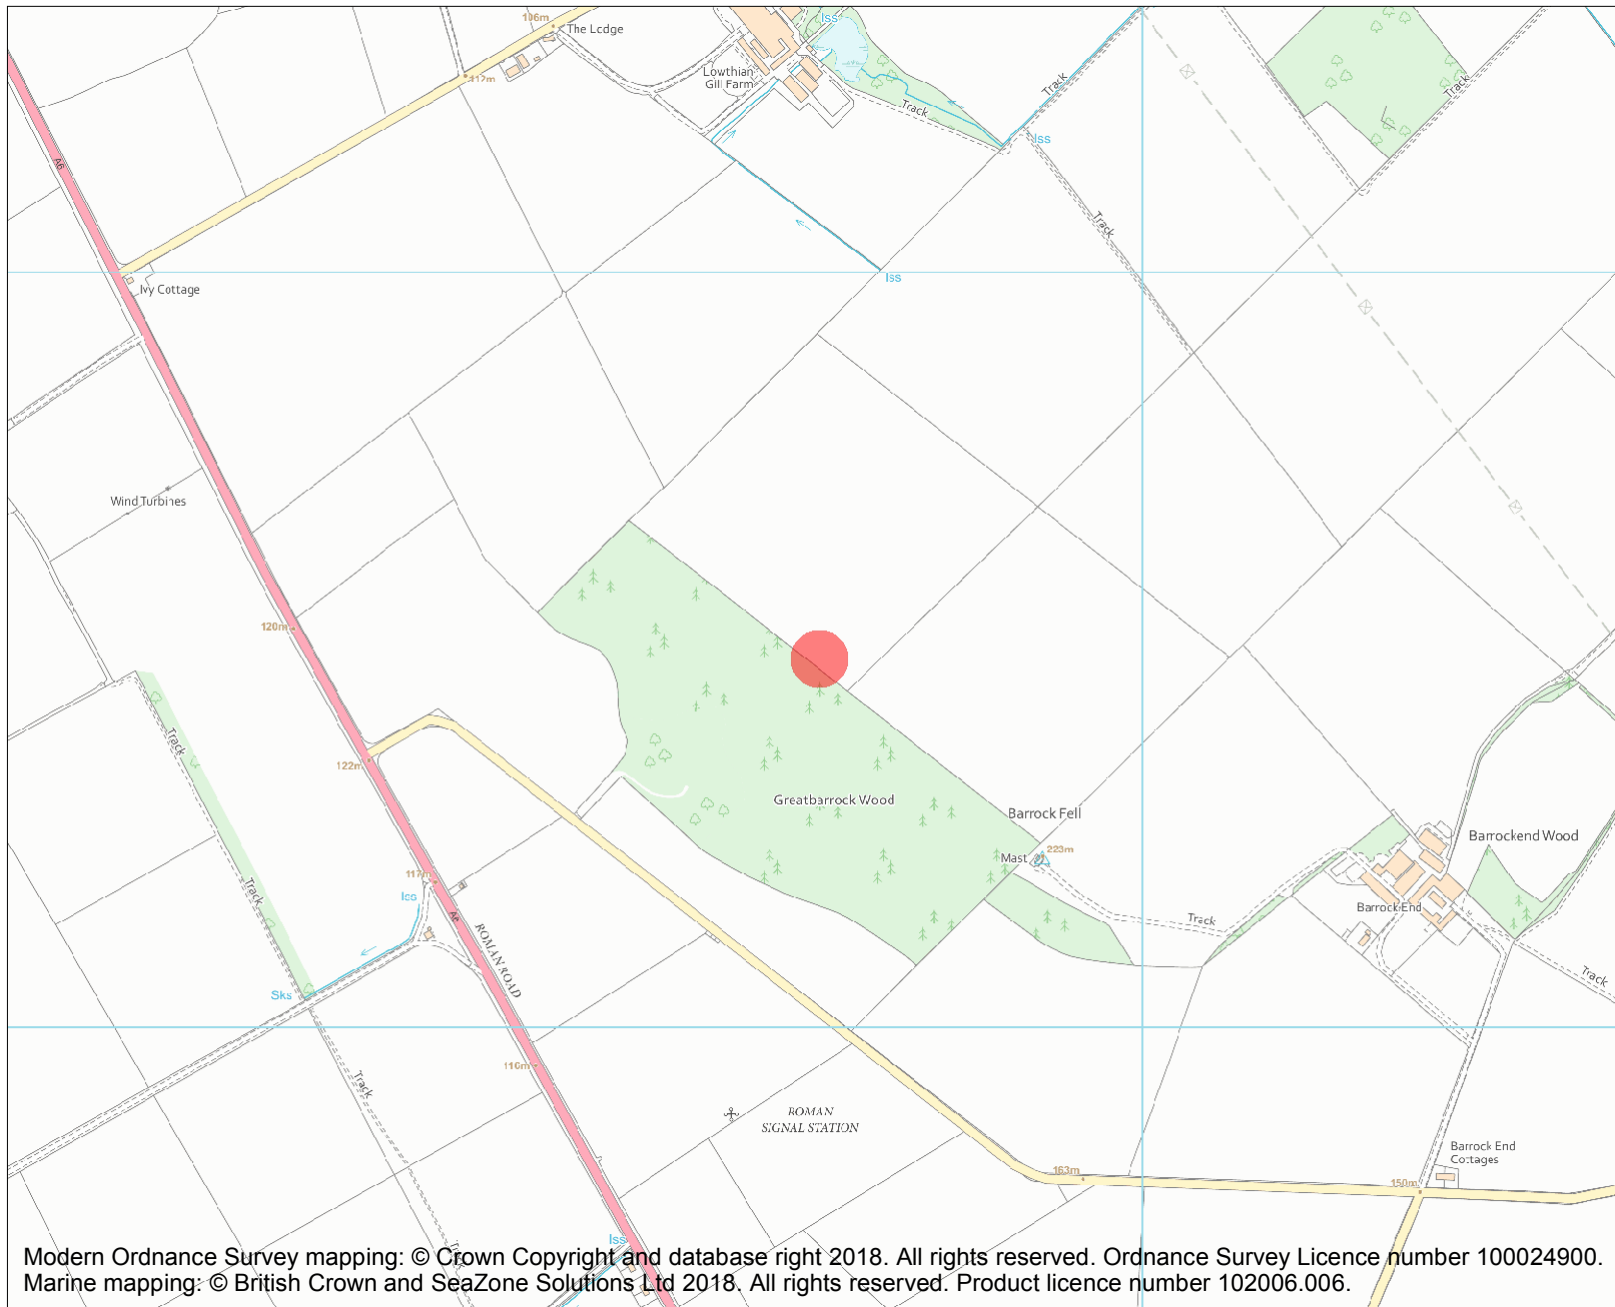 106m
The Lodge
Iss
117m
Lowthian
Gill Farm
Track
Track
Track
A6
Iss
Track
Iss
Ivy Cottage
Wind Turbines
120m
Track
122m
Greatbarrock Wood
Barrock Fell
Mast
223m
Barrockend Wood
117m
Track
Iss
A6
Barrock End
Track
ROMAN ROAD
Track
Sks
116m
Track
ROMAN
SIGNAL STATION
Barrock End
Cottages
163m
150m
Iss
Track
Modern Ordnance Survey mapping: © Crown Copyright and database right 2018. All rights reserved. Ordnance Survey Licence number 100024900.
Marine mapping: © British Crown and SeaZone Solutions Ltd 2018. All rights reserved. Product licence number 102006.006.